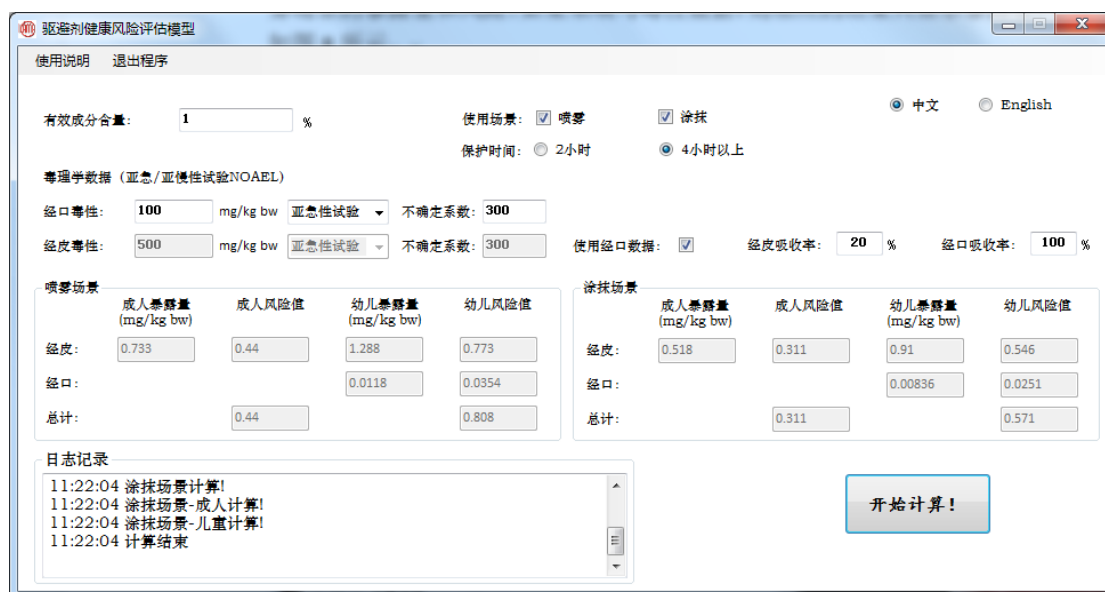 驱避剂健康风险评估模型
使用说明 退出程序
有效成分含量: 1 % 使用场景: 喷雾 涂抹 中文 English
保护时间: 2小时 4小时以上
毒理学数据（亚急/亚慢性试验NOAEL）
经口毒性: 100 mg/kg bw 亚急性试验 不确定系数: 300
经皮毒性: 500 mg/kg bw 亚急性试验 不确定系数: 300 使用经口数据: 经皮吸收率: 20 % 经口吸收率: 100 %
喷雾场景
成人暴露量 成人风险值 幼儿暴露量 幼儿风险值
(mg/kg bw) (mg/kg bw)
经皮: 0.733 0.44 1.288 0.773
经口: 0.0118 0.0354
总计: 0.44 0.808
涂抹场景
成人暴露量 成人风险值 幼儿暴露量 幼儿风险值
(mg/kg bw) (mg/kg bw)
经皮: 0.518 0.311 0.91 0.546
经口: 0.00836 0.0251
总计: 0.311 0.571
日志记录
11:22:04 涂抹场景计算!
11:22:04 涂抹场景-成人计算!
11:22:04 涂抹场景-儿童计算!
11:22:04 计算结束
开始计算!